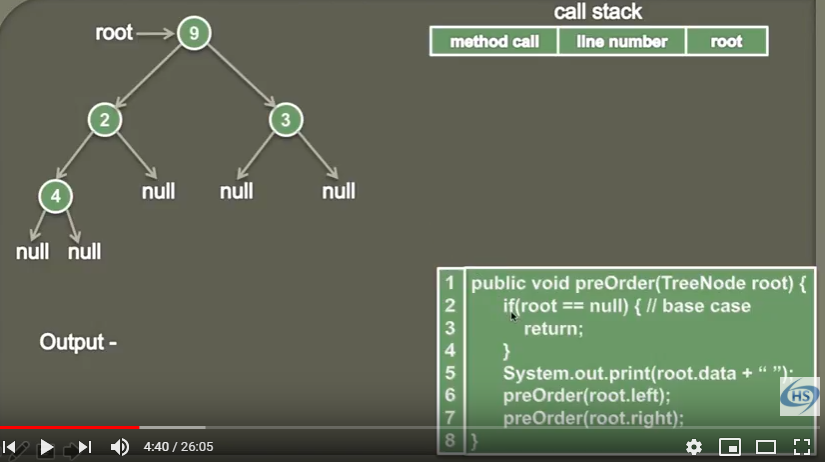 call stack
method call line number root
root 9
2 3
4 null null null
null null
Output -
1 public void preOrder(TreeNode root) {
2 if(root == null) { // base case
3 return;
4 }
5 System.out.print(root.data + “ ”);
6 preOrder(root.left);
7 preOrder(root.right);
8 }
HS
4:40 / 26:05